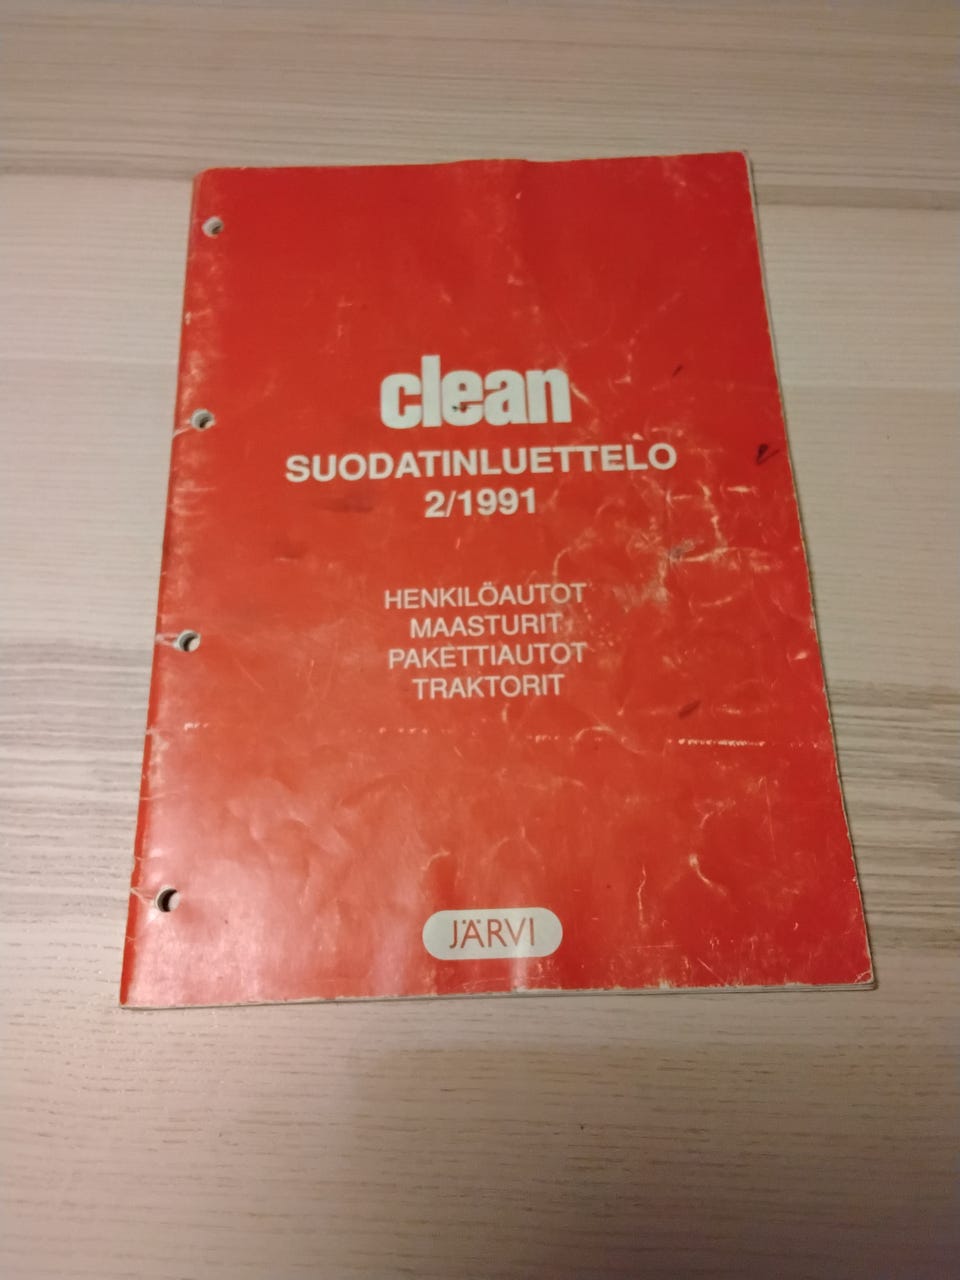 clean
SUODATINLUETTELO
2/1991
HENKILÖAUTOT
MAASTURIT
PAKETTIAUTOT
TRAKTORIT
JÄRVI